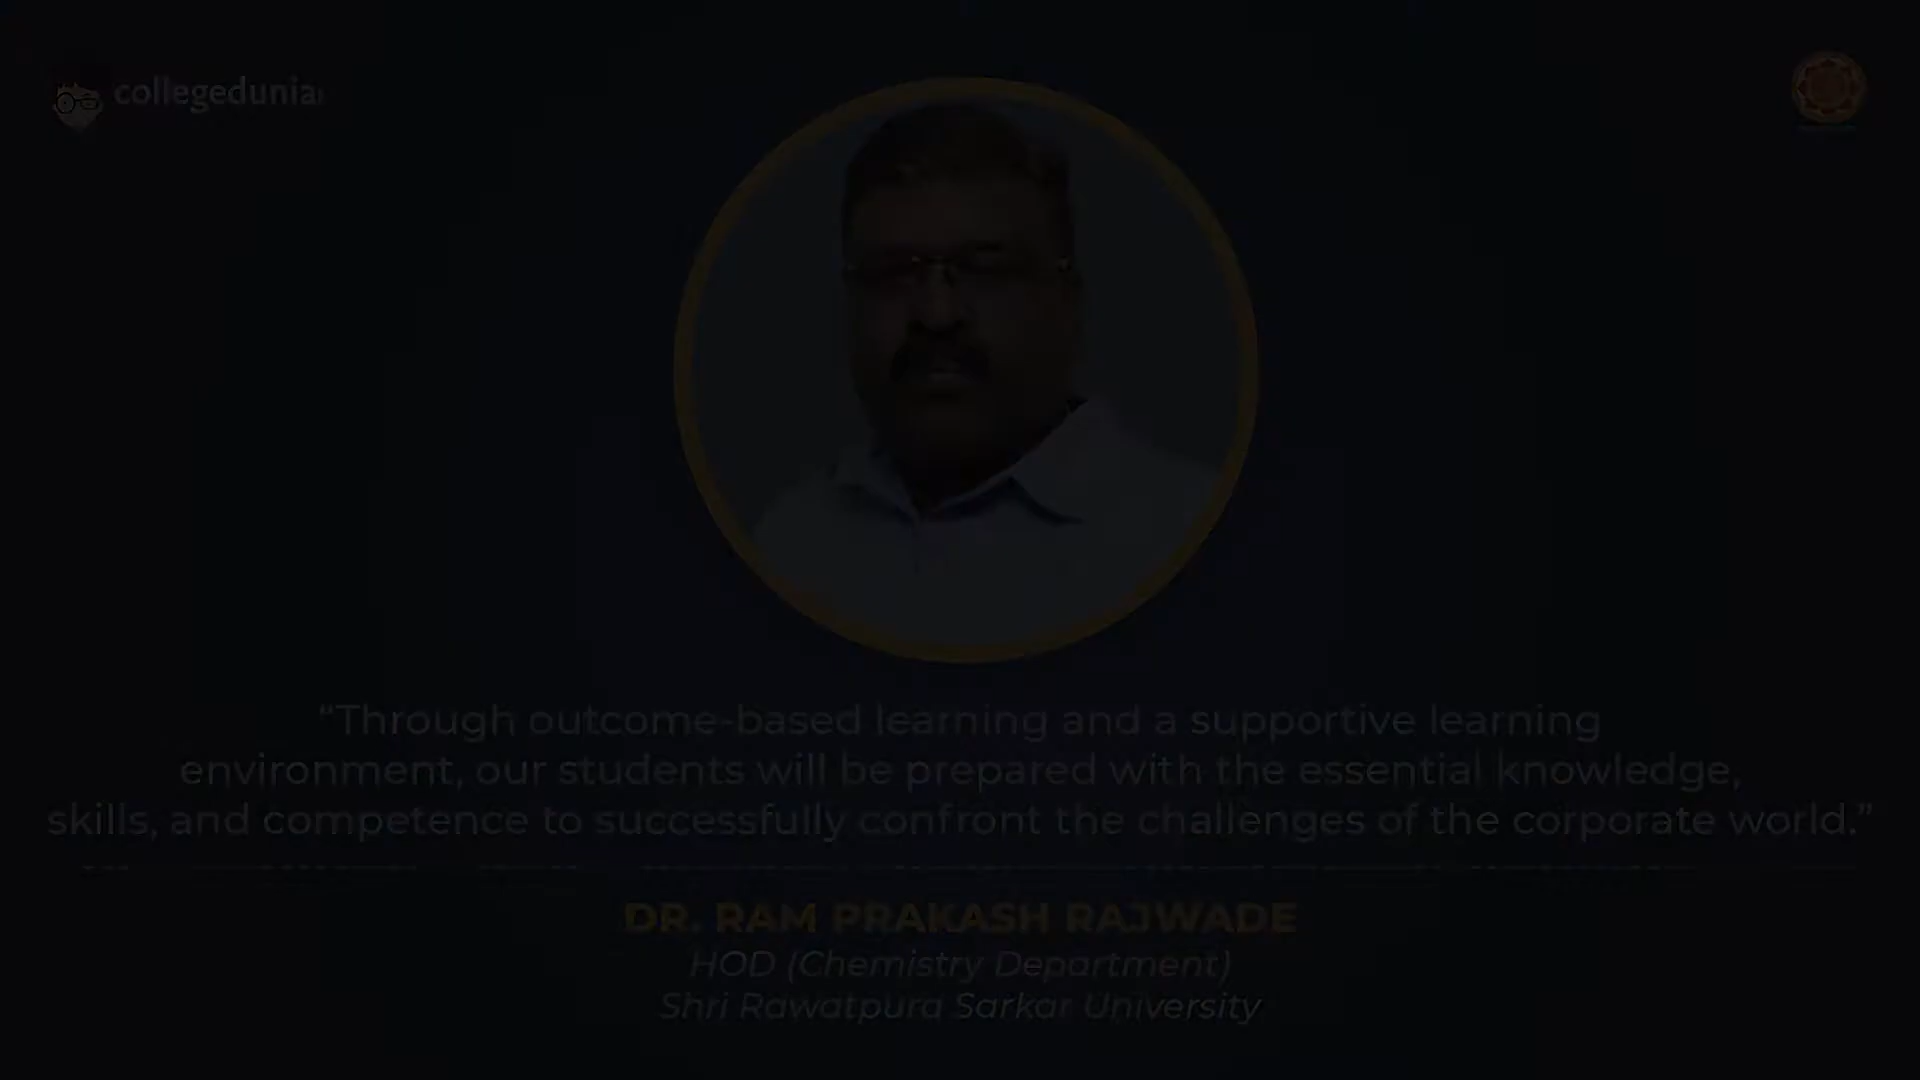 collegedunia
"Through outcome-based learning and a supportive learning
environment, our students will be prepared with the essential knowledge,
skills, and competence to successfully confront the challenges of the corporate world."
DR. RAM PRAKASH RAJWADE
HOD (Chemistry Department)
Shri Rawatpura Sarkar University